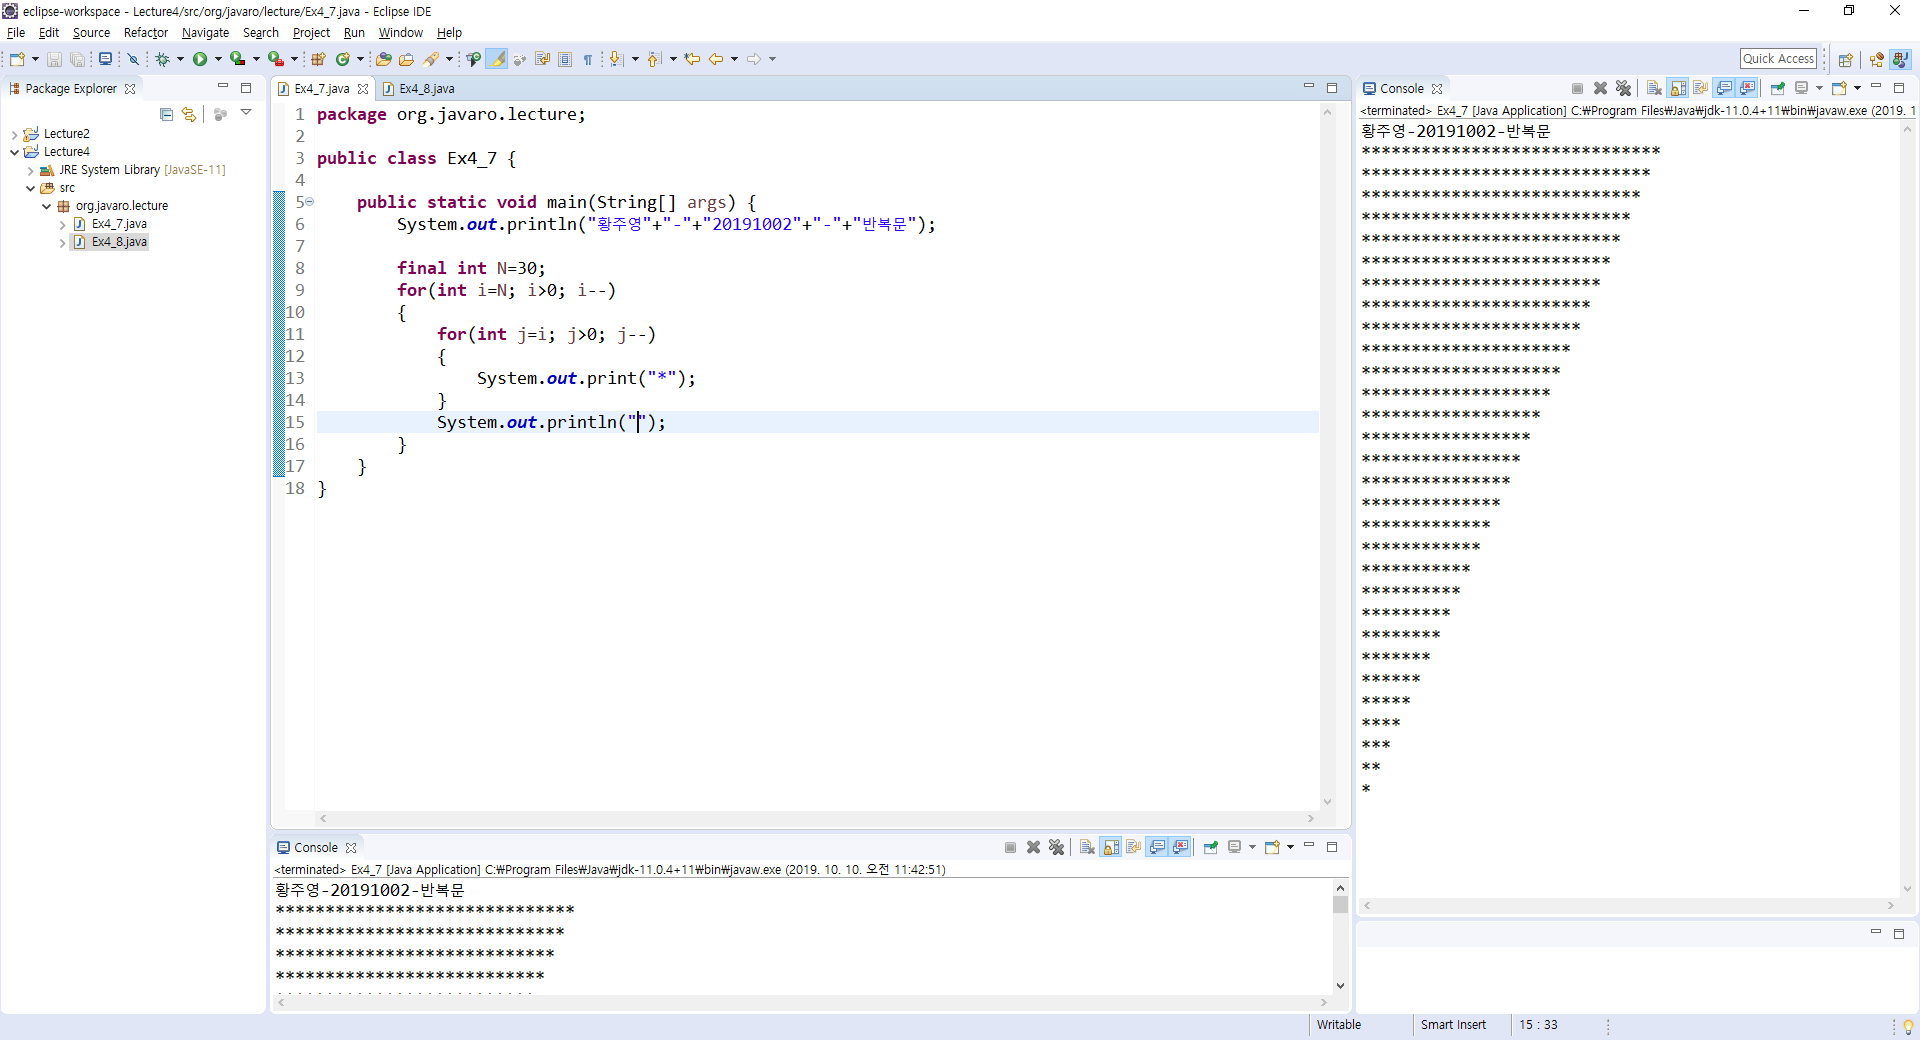 eclipse-workspace - Lecture4/src/org/javaro/lecture/Ex4_7.java - Eclipse IDE
File Edit Source Refactor Navigate Search Project Run Window Help
Quick Access
Package Explorer
Lecture2
Lecture4
JRE System Library [JavaSE-11]
src
org.javaro.lecture
Ex4_7.java
Ex4_8.java
Ex4_7.java Ex4_8.java
1 package org.javaro.lecture;
2
3 public class Ex4_7 {
4
5 public static void main(String[] args) {
6 System.out.println("황주영"+"-"+"20191002"+"-"+"반복문");
7
8 final int N=30;
9 for(int i=N; i>0; i--)
10 {
11 for(int j=i; j>0; j--)
12 {
13 System.out.print("*");
14 }
15 System.out.println("");
16 }
17 }
18 }
Console
<terminated> Ex4_7 [Java Application] C:₩Program Files₩Java₩jdk-11.0.4+11₩bin₩javaw.exe (2019. 10. 10. 오전 11:42:51)
황주영-20191002-반복문
******************************
*****************************
****************************
***************************
Console
<terminated> Ex4_7 [Java Application] C:₩Program Files₩Java₩jdk-11.0.4+11₩bin₩javaw.exe (2019. 1
황주영-20191002-반복문
******************************
*****************************
****************************
***************************
**************************
*************************
************************
***********************
**********************
*********************
********************
*******************
******************
*****************
****************
***************
**************
*************
************
***********
**********
*********
********
*******
******
*****
****
***
**
*
Writable Smart Insert 15 : 33